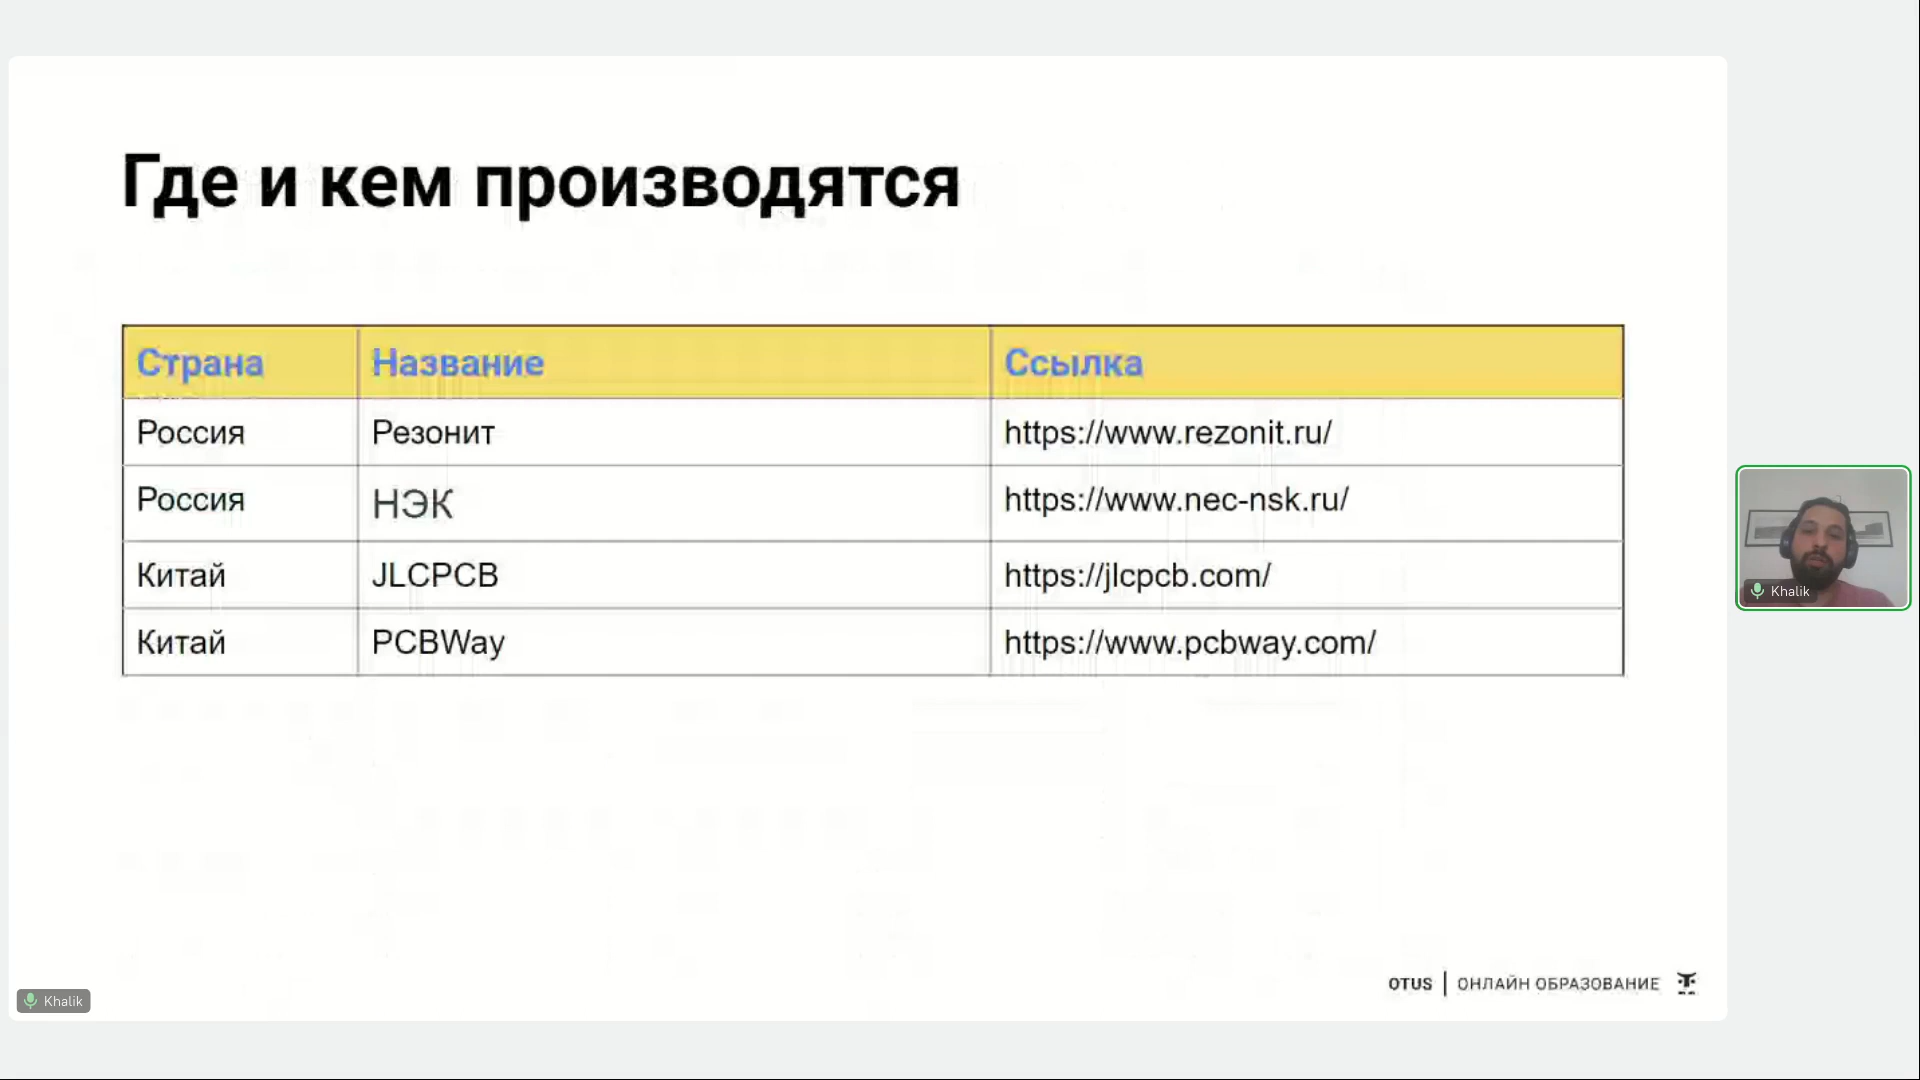 Где и кем производятся
Страна Название Ссылка
Россия Резонит https://www.rezonit.ru/
Россия НЭК https://www.nec-nsk.ru/
Китай JLCPCB https://jlcpcb.com/
Китай PCBWay https://www.pcbway.com/
Khalik
OTUS | ОНЛАЙН ОБРАЗОВАНИЕ
Khalik